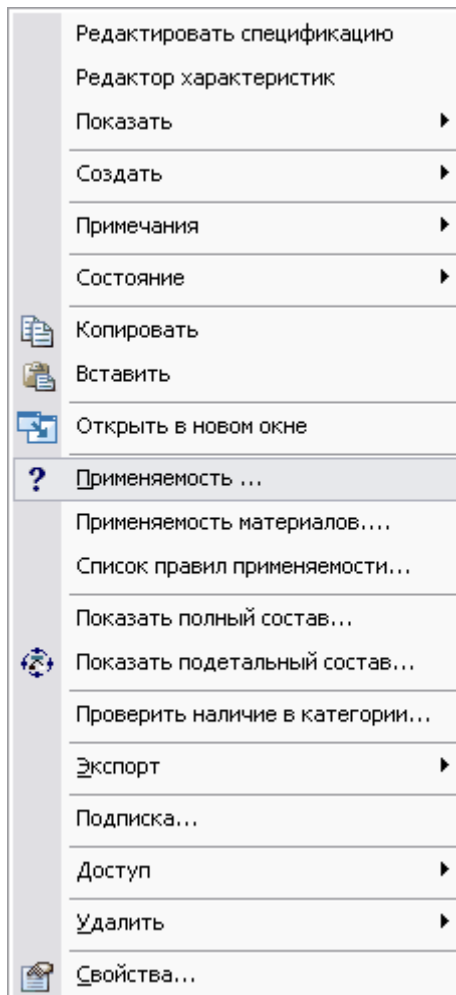 Редактировать спецификацию
Редактор характеристик
Показать
Создать
Примечания
Состояние
Копировать
Вставить
Открыть в новом окне
? Применяемость ...
Применяемость материалов....
Список правил применяемости...
Показать полный состав...
Показать подетальный состав...
Проверить наличие в категории...
Экспорт
Подписка...
Доступ
Удалить
Свойства...